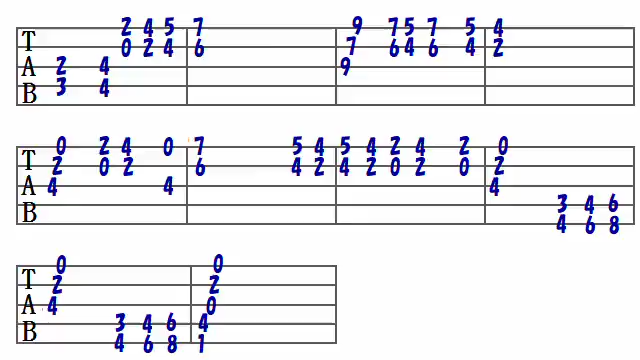 2 4 5 7 9 7 5 7 5 4
T 0 2 4 6 7 6 4 6 4 2
A 2 4 9
B 3 4
0 2 4 0 7 5 4 5 4 2 4 2 0
T 2 0 2 6 4 2 4 2 0 2 0 2
A 4 4 4
B 3 4 6
4 6 8
0 0
T 2 2
A 4 0
B 3 4 6 4
4 6 8 1